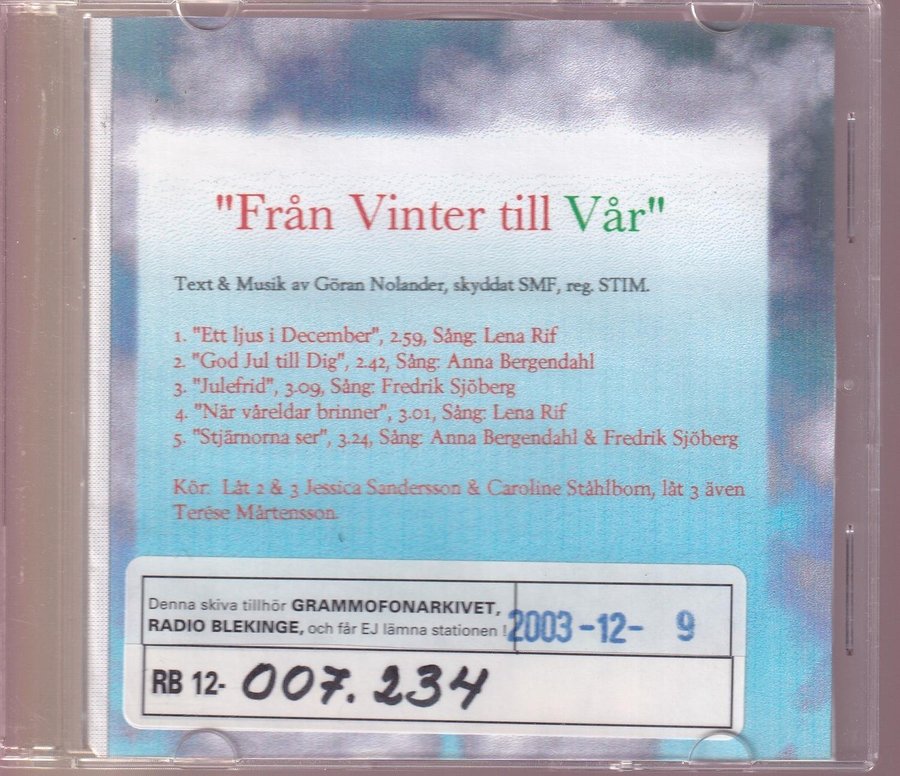 "Från Vinter till Vår"
Text & Musik av Göran Nolander, skyddat SMF, reg. STIM.
1. "Ett ljus i December", 2.59, Sång: Lena Rif
2. "God Jul till Dig", 2.42, Sång: Anna Bergendahl
3. "Julefrid", 3.09, Sång: Fredrik Sjöberg
4. "När våreldar brinner", 3.01, Sång: Lena Rif
5. "Stjärnorna ser", 3.24, Sång: Anna Bergendahl & Fredrik Sjöberg
Kör: Låt 2 & 3 Jessica Sandersson & Caroline Ståhlbom, låt 3 även
Terése Mårtensson.
Denna skiva tillhör GRAMMOFONARKIVET,
RADIO BLEKINGE, och får EJ lämna stationen !
2003-12- 9
RB 12- 007.234